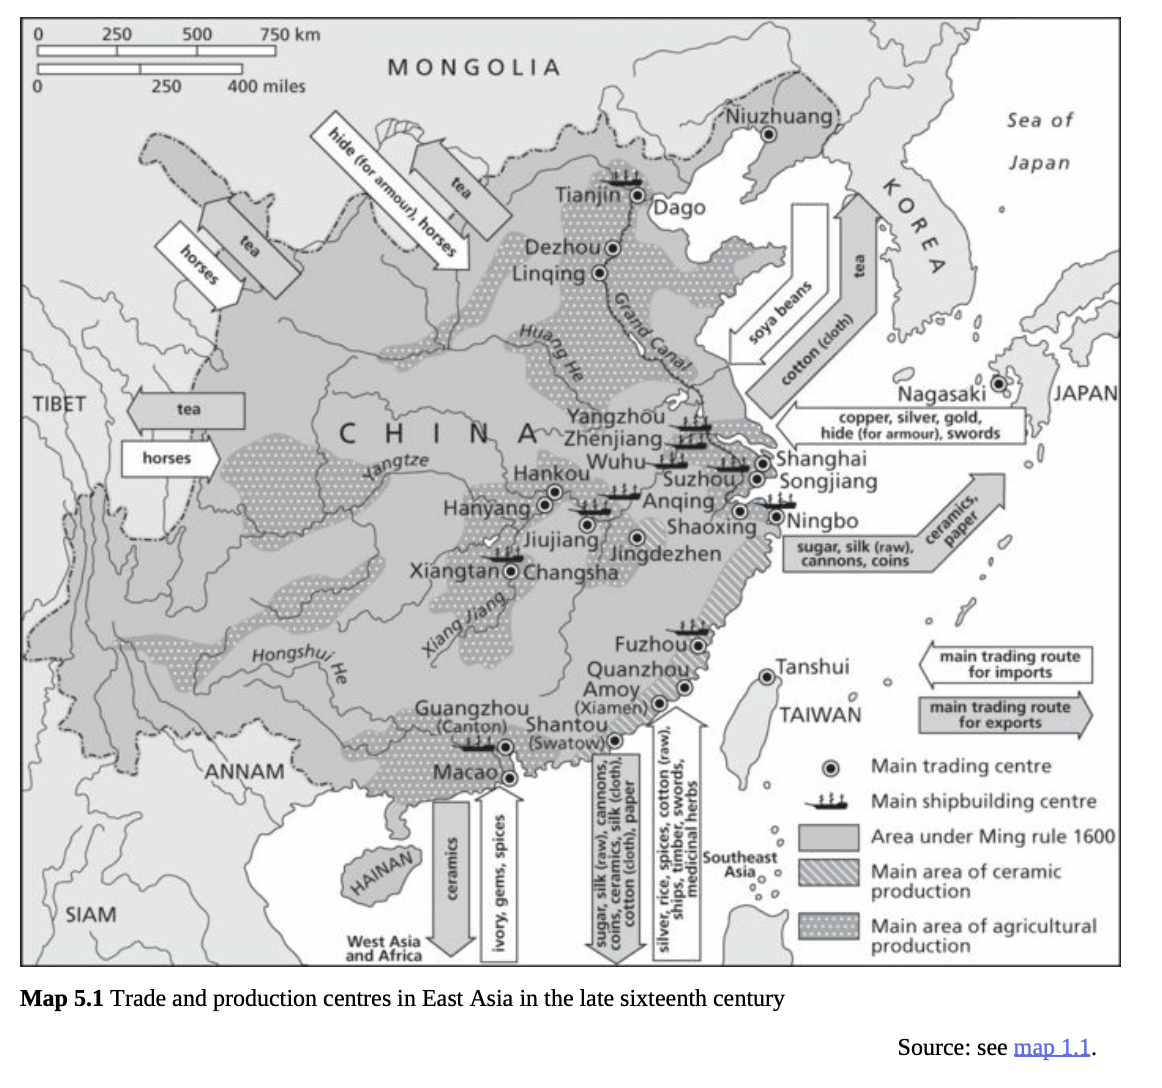 0 250 500 750 km
0 250 400 miles
MONGOLIA
Niuzhuang
Sea of
Japan
hide (for armour), horses
tea
Tianjin
Dago
KOREA
horses
tea
Dezhou
Linqing
tea
soya beans
cotton (cloth)
Grand Canal
Huang He
TIBET
tea
horses
Nagasaki
JAPAN
copper, silver, gold,
hide (for armour), swords
CHINA
Yangzhou
Zhenjiang
Wuhu
Suzhou
Shanghai
Songjiang
Yangtze
Hankou
Hanyang
Anqing
Shaoxing
Ningbo
Jiujiang
Jingdezhen
sugar, silk (raw),
cannons, coins
ceramics,
paper
Xiangtan
Changsha
Xiang Jiang
Fuzhou
Hongshui He
Quanzhou
Amoy
(Xiamen)
Tanshui
TAIWAN
main trading route
for imports
main trading route
for exports
Guangzhou
(Canton)
Shantou
(Swatow)
Macao
ANNAM
HAINAN
SIAM
West Asia
and Africa
ceramics
ivory, gems, spices
sugar, silk (raw), cannons,
coins, ceramics, silk (cloth),
cotton (cloth), paper
silver, rice, spices, cotton (raw),
ships, timber, swords,
medicinal herbs
Southeast
Asia
Main trading centre
Main shipbuilding centre
Area under Ming rule 1600
Main area of ceramic
production
Main area of agricultural
production
Map 5.1 Trade and production centres in East Asia in the late sixteenth century
Source: see map 1.1.